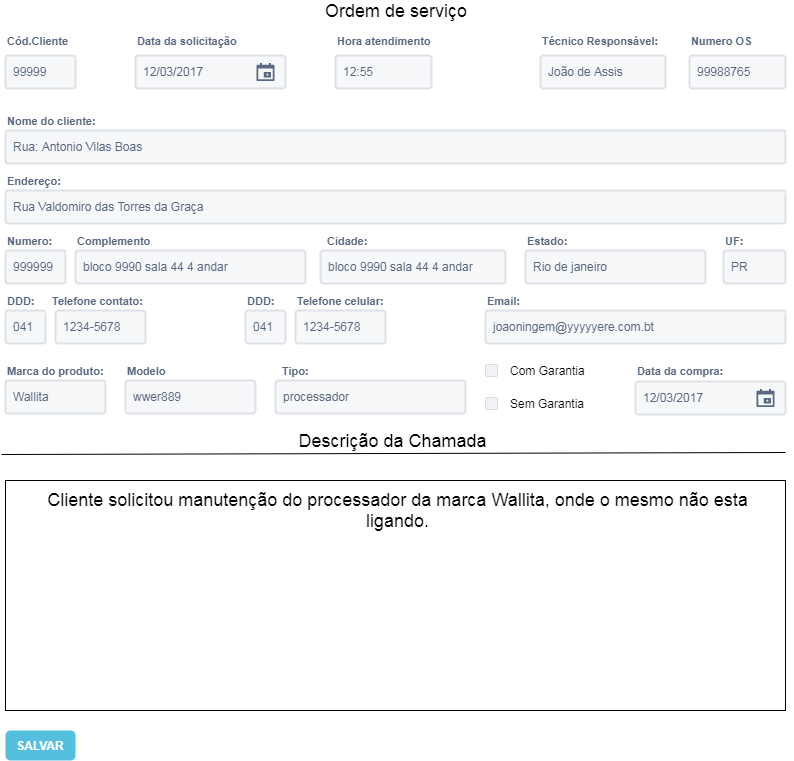 Ordem de serviço
Cód.Cliente Data da solicitação Hora atendimento Técnico Responsável: Numero OS
99999 12/03/2017 12:55 João de Assis 99988765
Nome do cliente:
Rua: Antonio Vilas Boas
Endereço:
Rua Valdomiro das Torres da Graça
Numero: Complemento Cidade: Estado: UF:
999999 bloco 9990 sala 44 4 andar bloco 9990 sala 44 4 andar Rio de janeiro PR
DDD: Telefone contato: DDD: Telefone celular: Email:
041 1234-5678 041 1234-5678 joaoningem@yyyyyere.com.bt
Marca do produto: Modelo Tipo: Com Garantia Data da compra:
Wallita wwer889 processador Sem Garantia 12/03/2017
Descrição da Chamada
Cliente solicitou manutenção do processador da marca Wallita, onde o mesmo não esta
ligando.
SALVAR